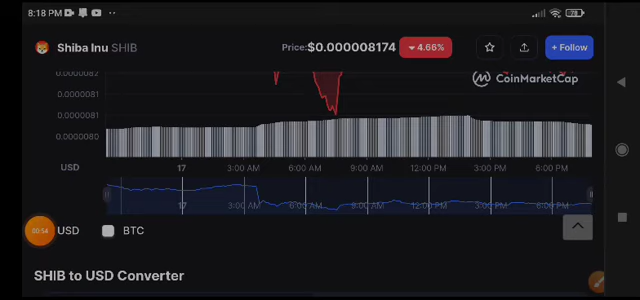 8:18 PM
78
Shiba Inu SHIB
Price: $0.000008174
4.66%
+ Follow
0.0000082
CoinMarketCap
0.0000081
0.0000081
0.0000080
USD 17 3:00 AM 6:00 AM 9:00 AM 12:00 PM 3:00 PM 6:00 PM
17 3:00 AM 6:00 AM 9:00 AM 12:00 PM 3:00 PM 6:00 PM
00:54 USD BTC
SHIB to USD Converter